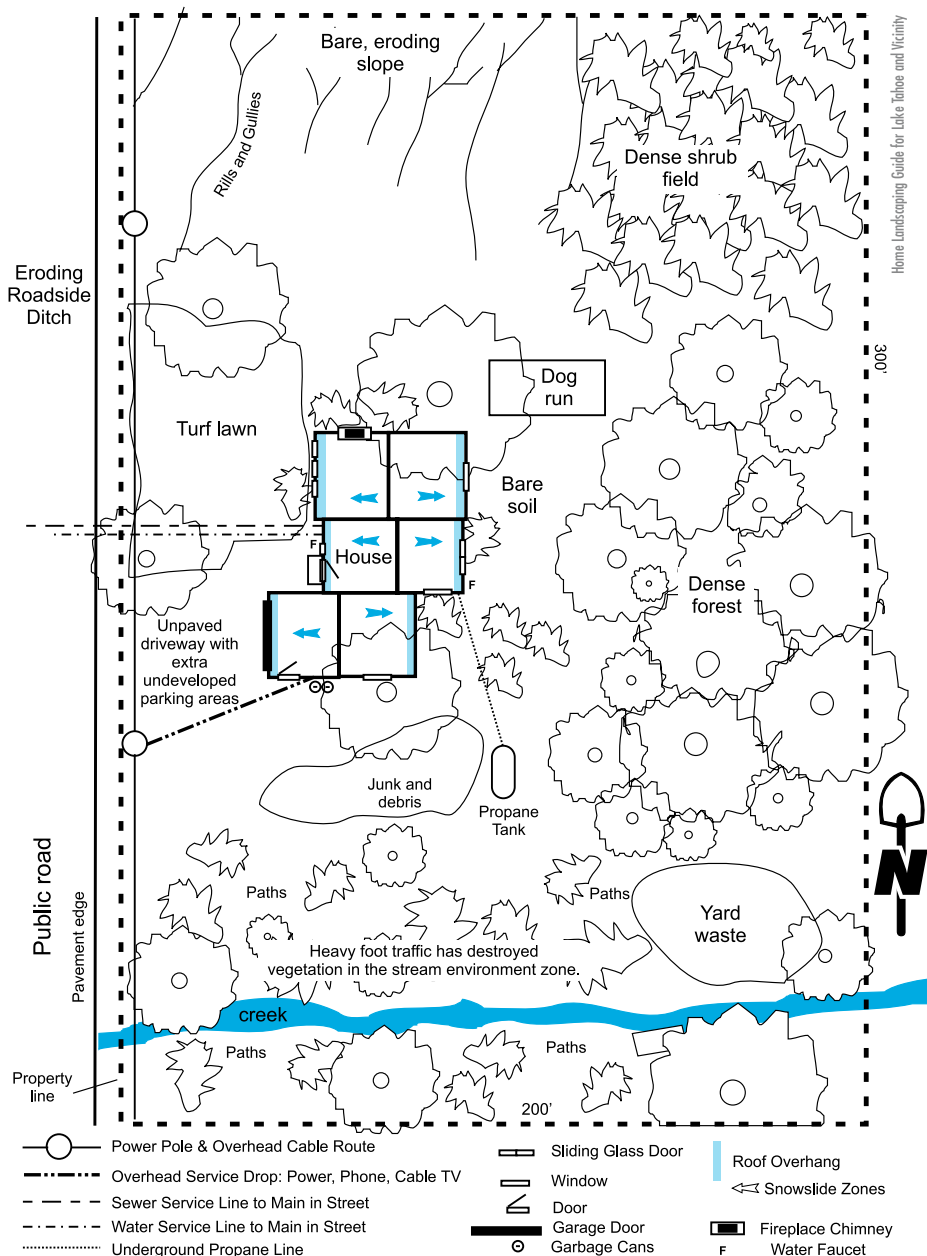 Bare, eroding
slope
Home Landscaping Guide for Lake Tahoe and Vicinity
Rills and Gullies
Dense shrub
field
Eroding
Roadside
Ditch
300'
Dog
run
Turf lawn
Bare
soil
F
House
F
Dense
forest
Unpaved
driveway with
extra
undeveloped
parking areas
Junk and
debris
Propane
Tank
N
Public road
Pavement edge
Paths
Paths
Yard
waste
Heavy foot traffic has destroyed
vegetation in the stream environment zone.
creek
Paths
Paths
Property
line
200'
Power Pole & Overhead Cable Route
Overhead Service Drop: Power, Phone, Cable TV
Sewer Service Line to Main in Street
Water Service Line to Main in Street
Underground Propane Line
Sliding Glass Door
Window
Door
Garage Door
Garbage Cans
Roof Overhang
Snowslide Zones
Fireplace Chimney
F Water Faucet